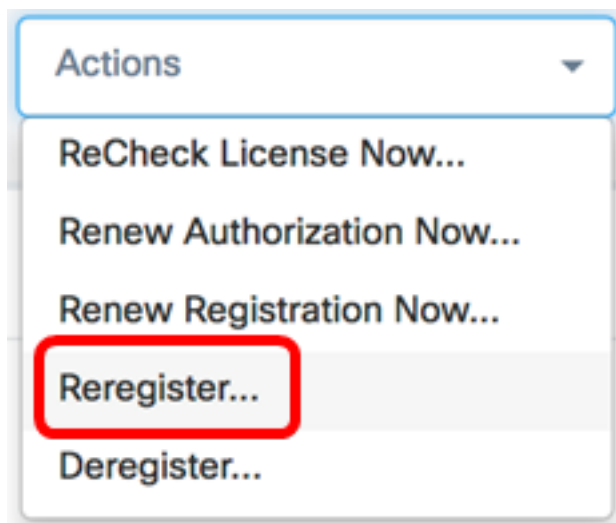 Actions
ReCheck License Now...
Renew Authorization Now...
Renew Registration Now...
Reregister...
Deregister...